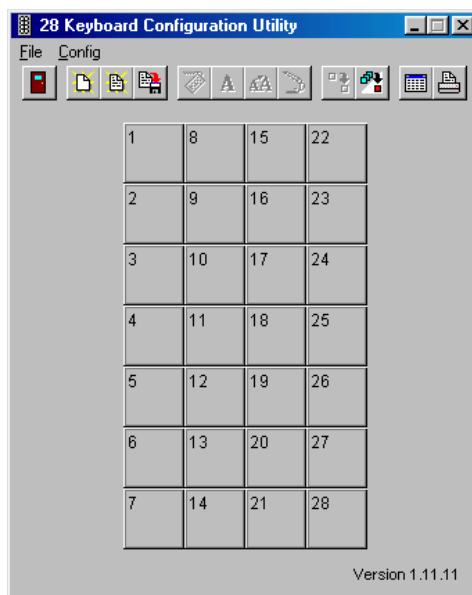 28 Keyboard Configuration Utility
File Config
1 8 15 22
2 9 16 23
3 10 17 24
4 11 18 25
5 12 19 26
6 13 20 27
7 14 21 28
Version 1.11.11